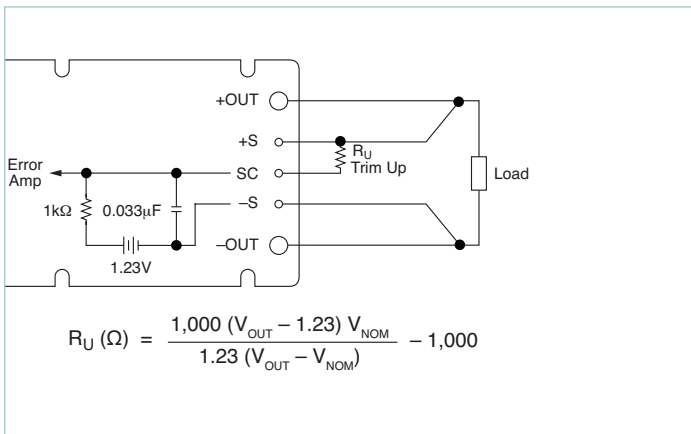 +OUT
+S
R_U
Trim Up
Error
Amp
SC
Load
1kΩ
0.033μF
–S
–OUT
1.23V
R_U (Ω) = 1,000 (V_OUT – 1.23) V_NOM / 1.23 (V_OUT – V_NOM) – 1,000